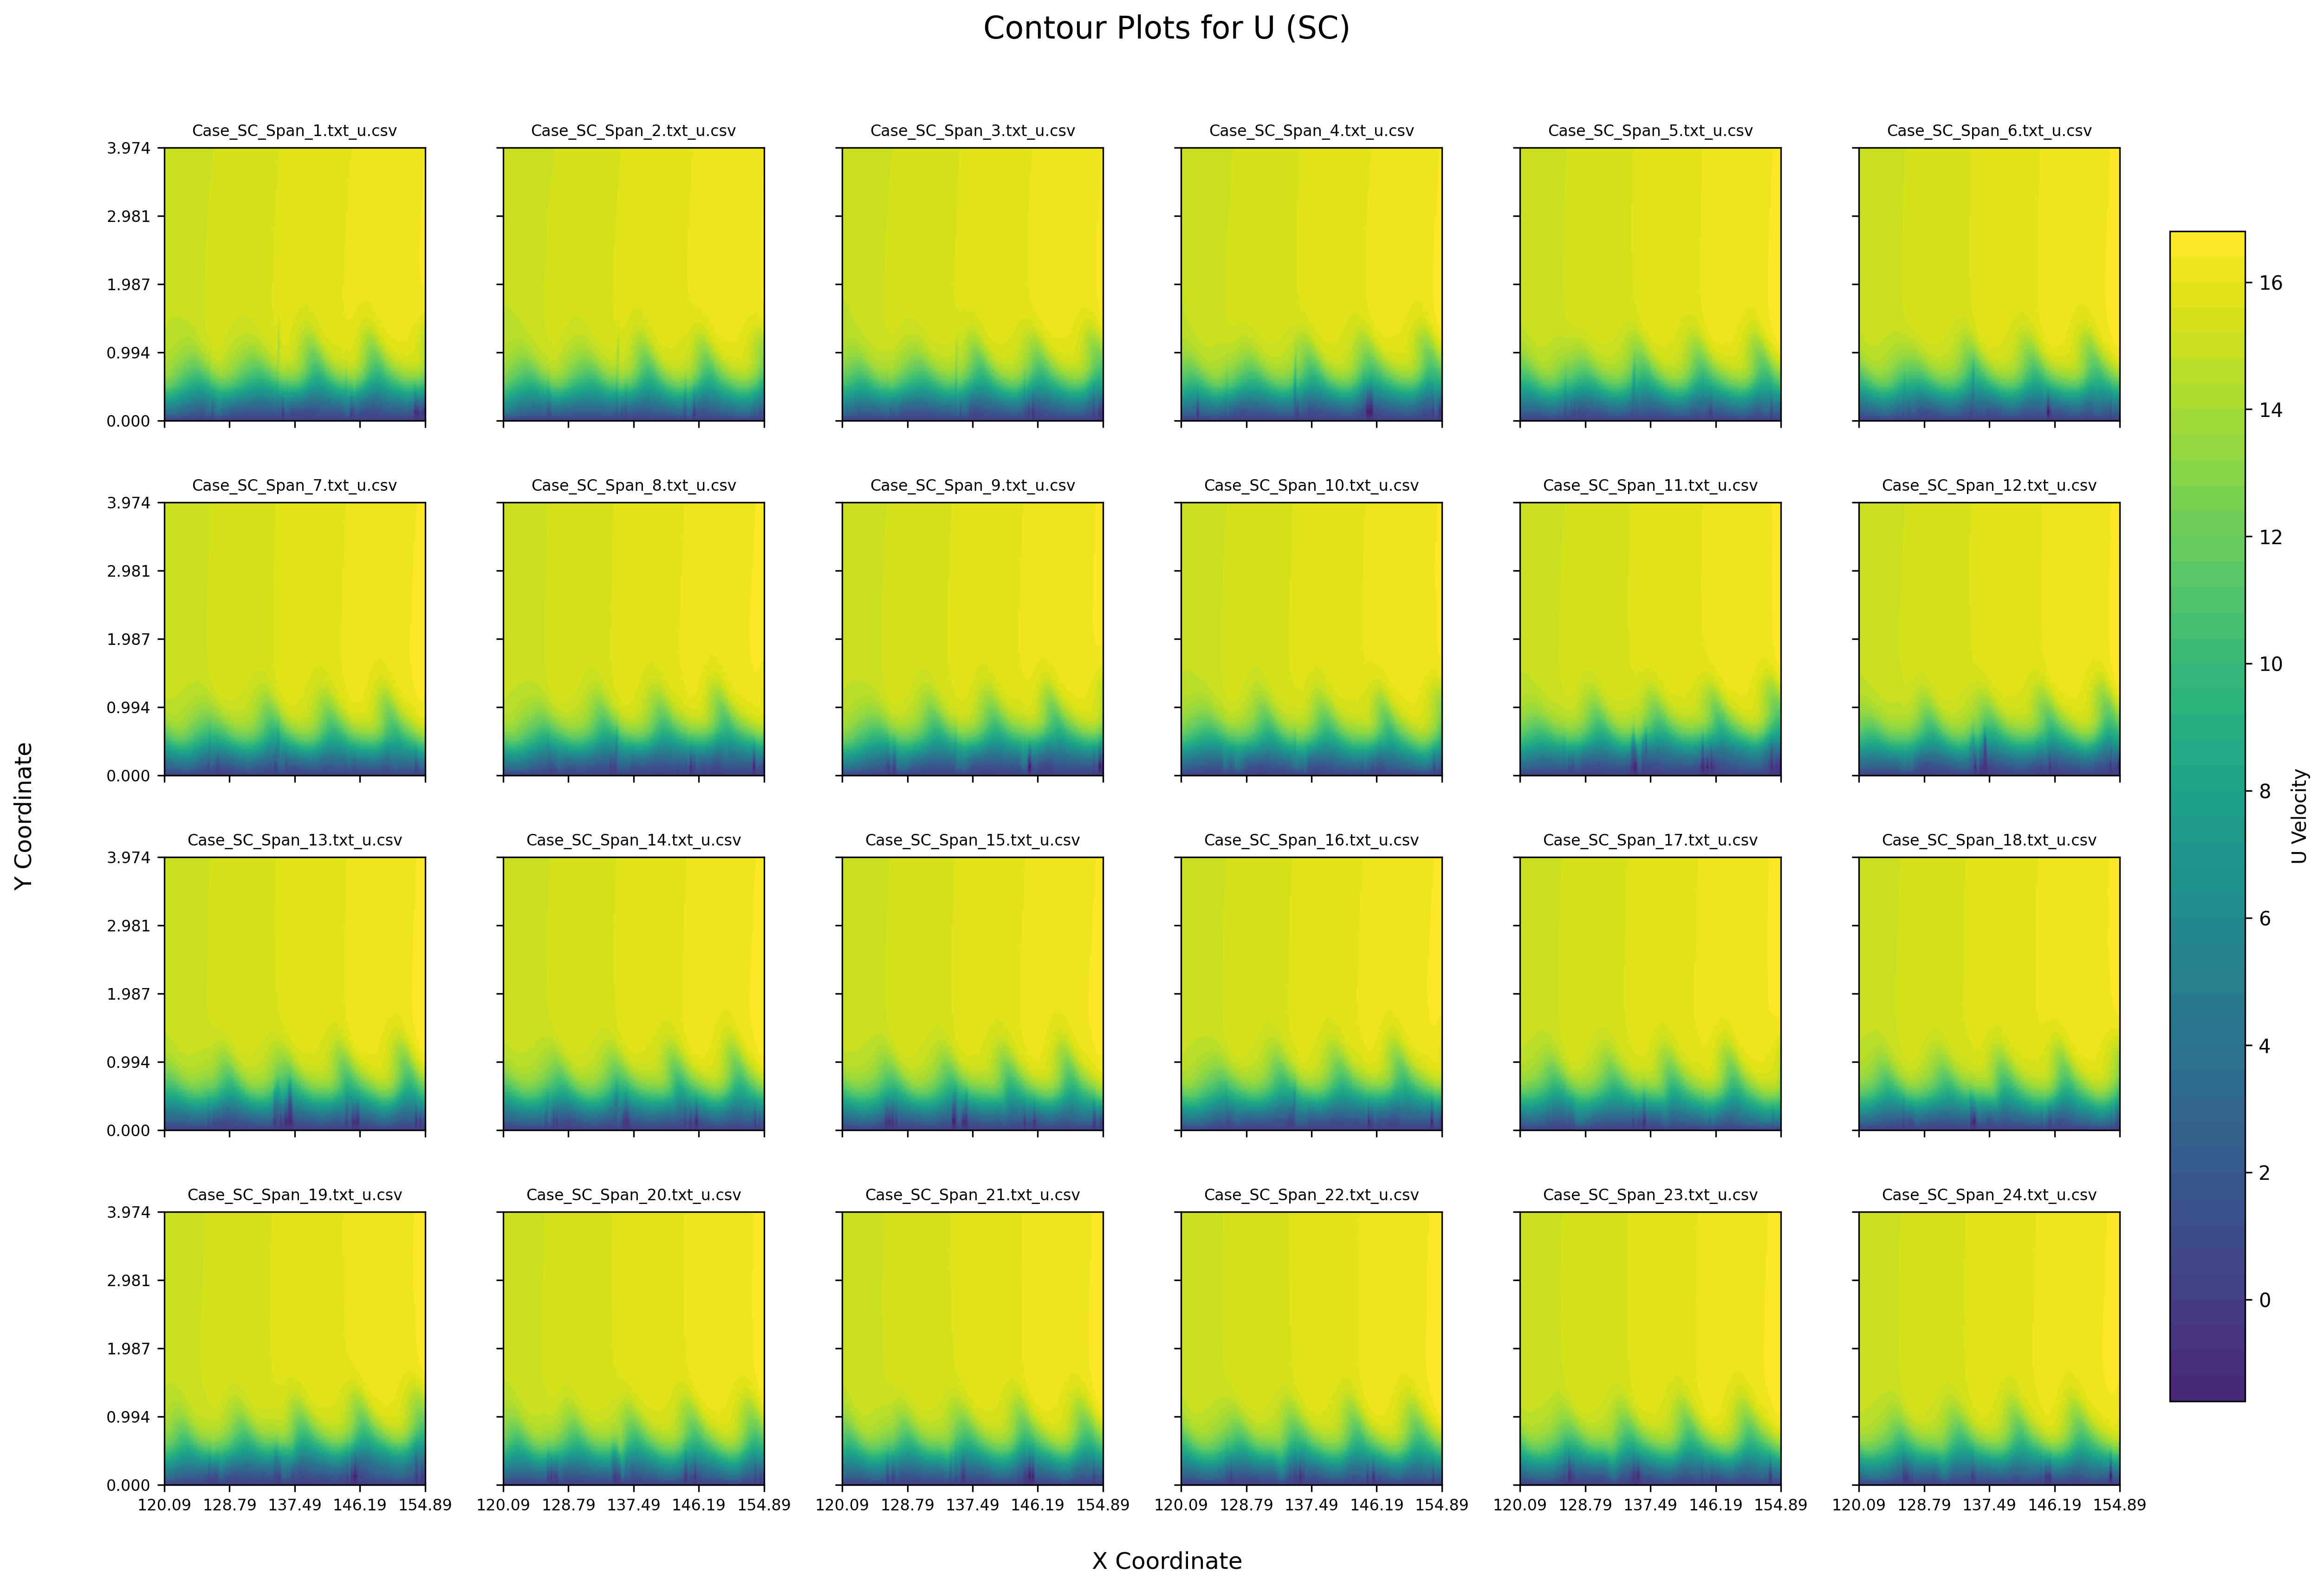 Contour Plots for U (SC)
Case_SC_Span_1.txt_u.csv
Case_SC_Span_2.txt_u.csv
Case_SC_Span_3.txt_u.csv
Case_SC_Span_4.txt_u.csv
Case_SC_Span_5.txt_u.csv
Case_SC_Span_6.txt_u.csv
3.974
2.981
1.987
0.994
0.000
Case_SC_Span_7.txt_u.csv
Case_SC_Span_8.txt_u.csv
Case_SC_Span_9.txt_u.csv
Case_SC_Span_10.txt_u.csv
Case_SC_Span_11.txt_u.csv
Case_SC_Span_12.txt_u.csv
3.974
2.981
1.987
0.994
0.000
Case_SC_Span_13.txt_u.csv
Case_SC_Span_14.txt_u.csv
Case_SC_Span_15.txt_u.csv
Case_SC_Span_16.txt_u.csv
Case_SC_Span_17.txt_u.csv
Case_SC_Span_18.txt_u.csv
3.974
2.981
1.987
0.994
0.000
Case_SC_Span_19.txt_u.csv
Case_SC_Span_20.txt_u.csv
Case_SC_Span_21.txt_u.csv
Case_SC_Span_22.txt_u.csv
Case_SC_Span_23.txt_u.csv
Case_SC_Span_24.txt_u.csv
3.974
2.981
1.987
0.994
0.000
120.09 128.79 137.49 146.19 154.89
120.09 128.79 137.49 146.19 154.89
120.09 128.79 137.49 146.19 154.89
120.09 128.79 137.49 146.19 154.89
120.09 128.79 137.49 146.19 154.89
120.09 128.79 137.49 146.19 154.89
X Coordinate
Y Coordinate
16
14
12
10
8
6
4
2
0
U Velocity